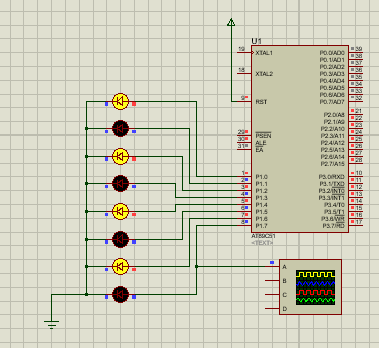 U1
19 XTAL1 P0.0/AD0 39
P0.1/AD1 38
P0.2/AD2 37
P0.3/AD3 36
18 XTAL2 P0.4/AD4 35
P0.5/AD5 34
P0.6/AD6 33
9 RST P0.7/AD7 32
P2.0/A8 21
P2.1/A9 22
P2.2/A10 23
29 PSEN P2.3/A11 24
30 ALE P2.4/A12 25
31 EA P2.5/A13 26
P2.6/A14 27
P2.7/A15 28
1 P1.0 P3.0/RXD 10
2 P1.1 P3.1/TXD 11
3 P1.2 P3.2/INT0 12
4 P1.3 P3.3/INT1 13
5 P1.4 P3.4/T0 14
6 P1.5 P3.5/T1 15
7 P1.6 P3.6/WR 16
8 P1.7 P3.7/RD 17
AT89C51
<TEXT>
A
B
C
D